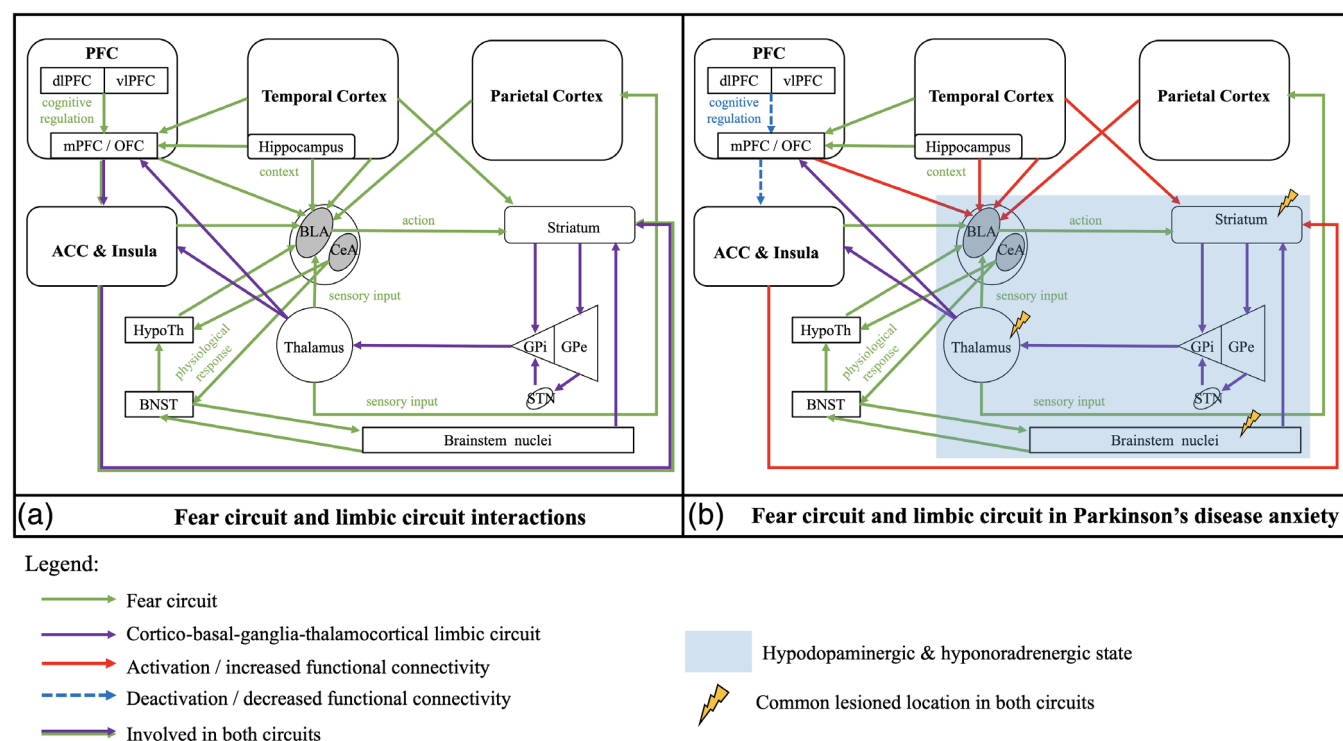 PFC
dlPFC
vlPFC
cognitive
regulation
mPFC / OFC
Temporal Cortex
Hippocampus
context
Parietal Cortex
ACC & Insula
BLA
CeA
action
Striatum
sensory input
HypoTh
physiological
response
Thalamus
GPi
GPe
STN
BNST
sensory input
Brainstem nuclei
(a)
Fear circuit and limbic circuit interactions
PFC
dlPFC
vlPFC
cognitive
regulation
mPFC / OFC
Temporal Cortex
Hippocampus
context
Parietal Cortex
ACC & Insula
BLA
CeA
action
Striatum
sensory input
HypoTh
physiological
response
Thalamus
GPi
GPe
STN
BNST
sensory input
Brainstem nuclei
(b)
Fear circuit and limbic circuit in Parkinson's disease anxiety
Legend:
Fear circuit
Cortico-basal-ganglia-thalamocortical limbic circuit
Activation / increased functional connectivity
Deactivation / decreased functional connectivity
Involved in both circuits
Hypodopaminergic & hyponoradrenergic state
Common lesioned location in both circuits